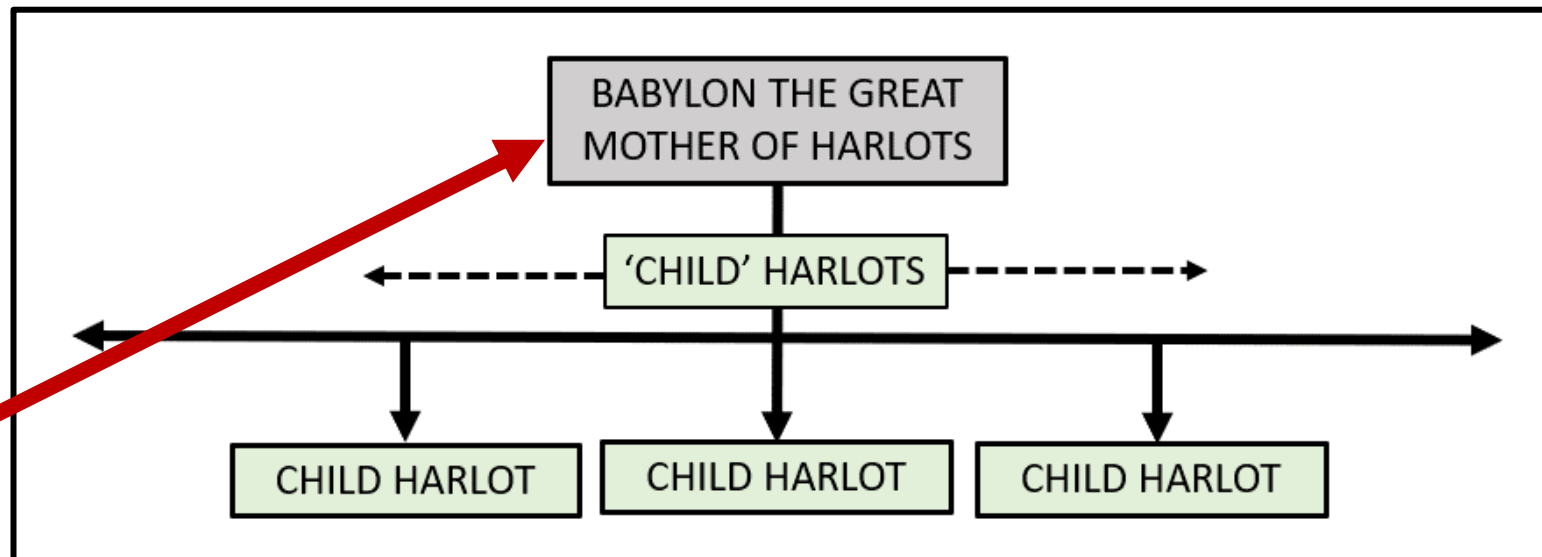 BABYLON THE GREAT
MOTHER OF HARLOTS
‘CHILD’ HARLOTS
CHILD HARLOT
CHILD HARLOT
CHILD HARLOT